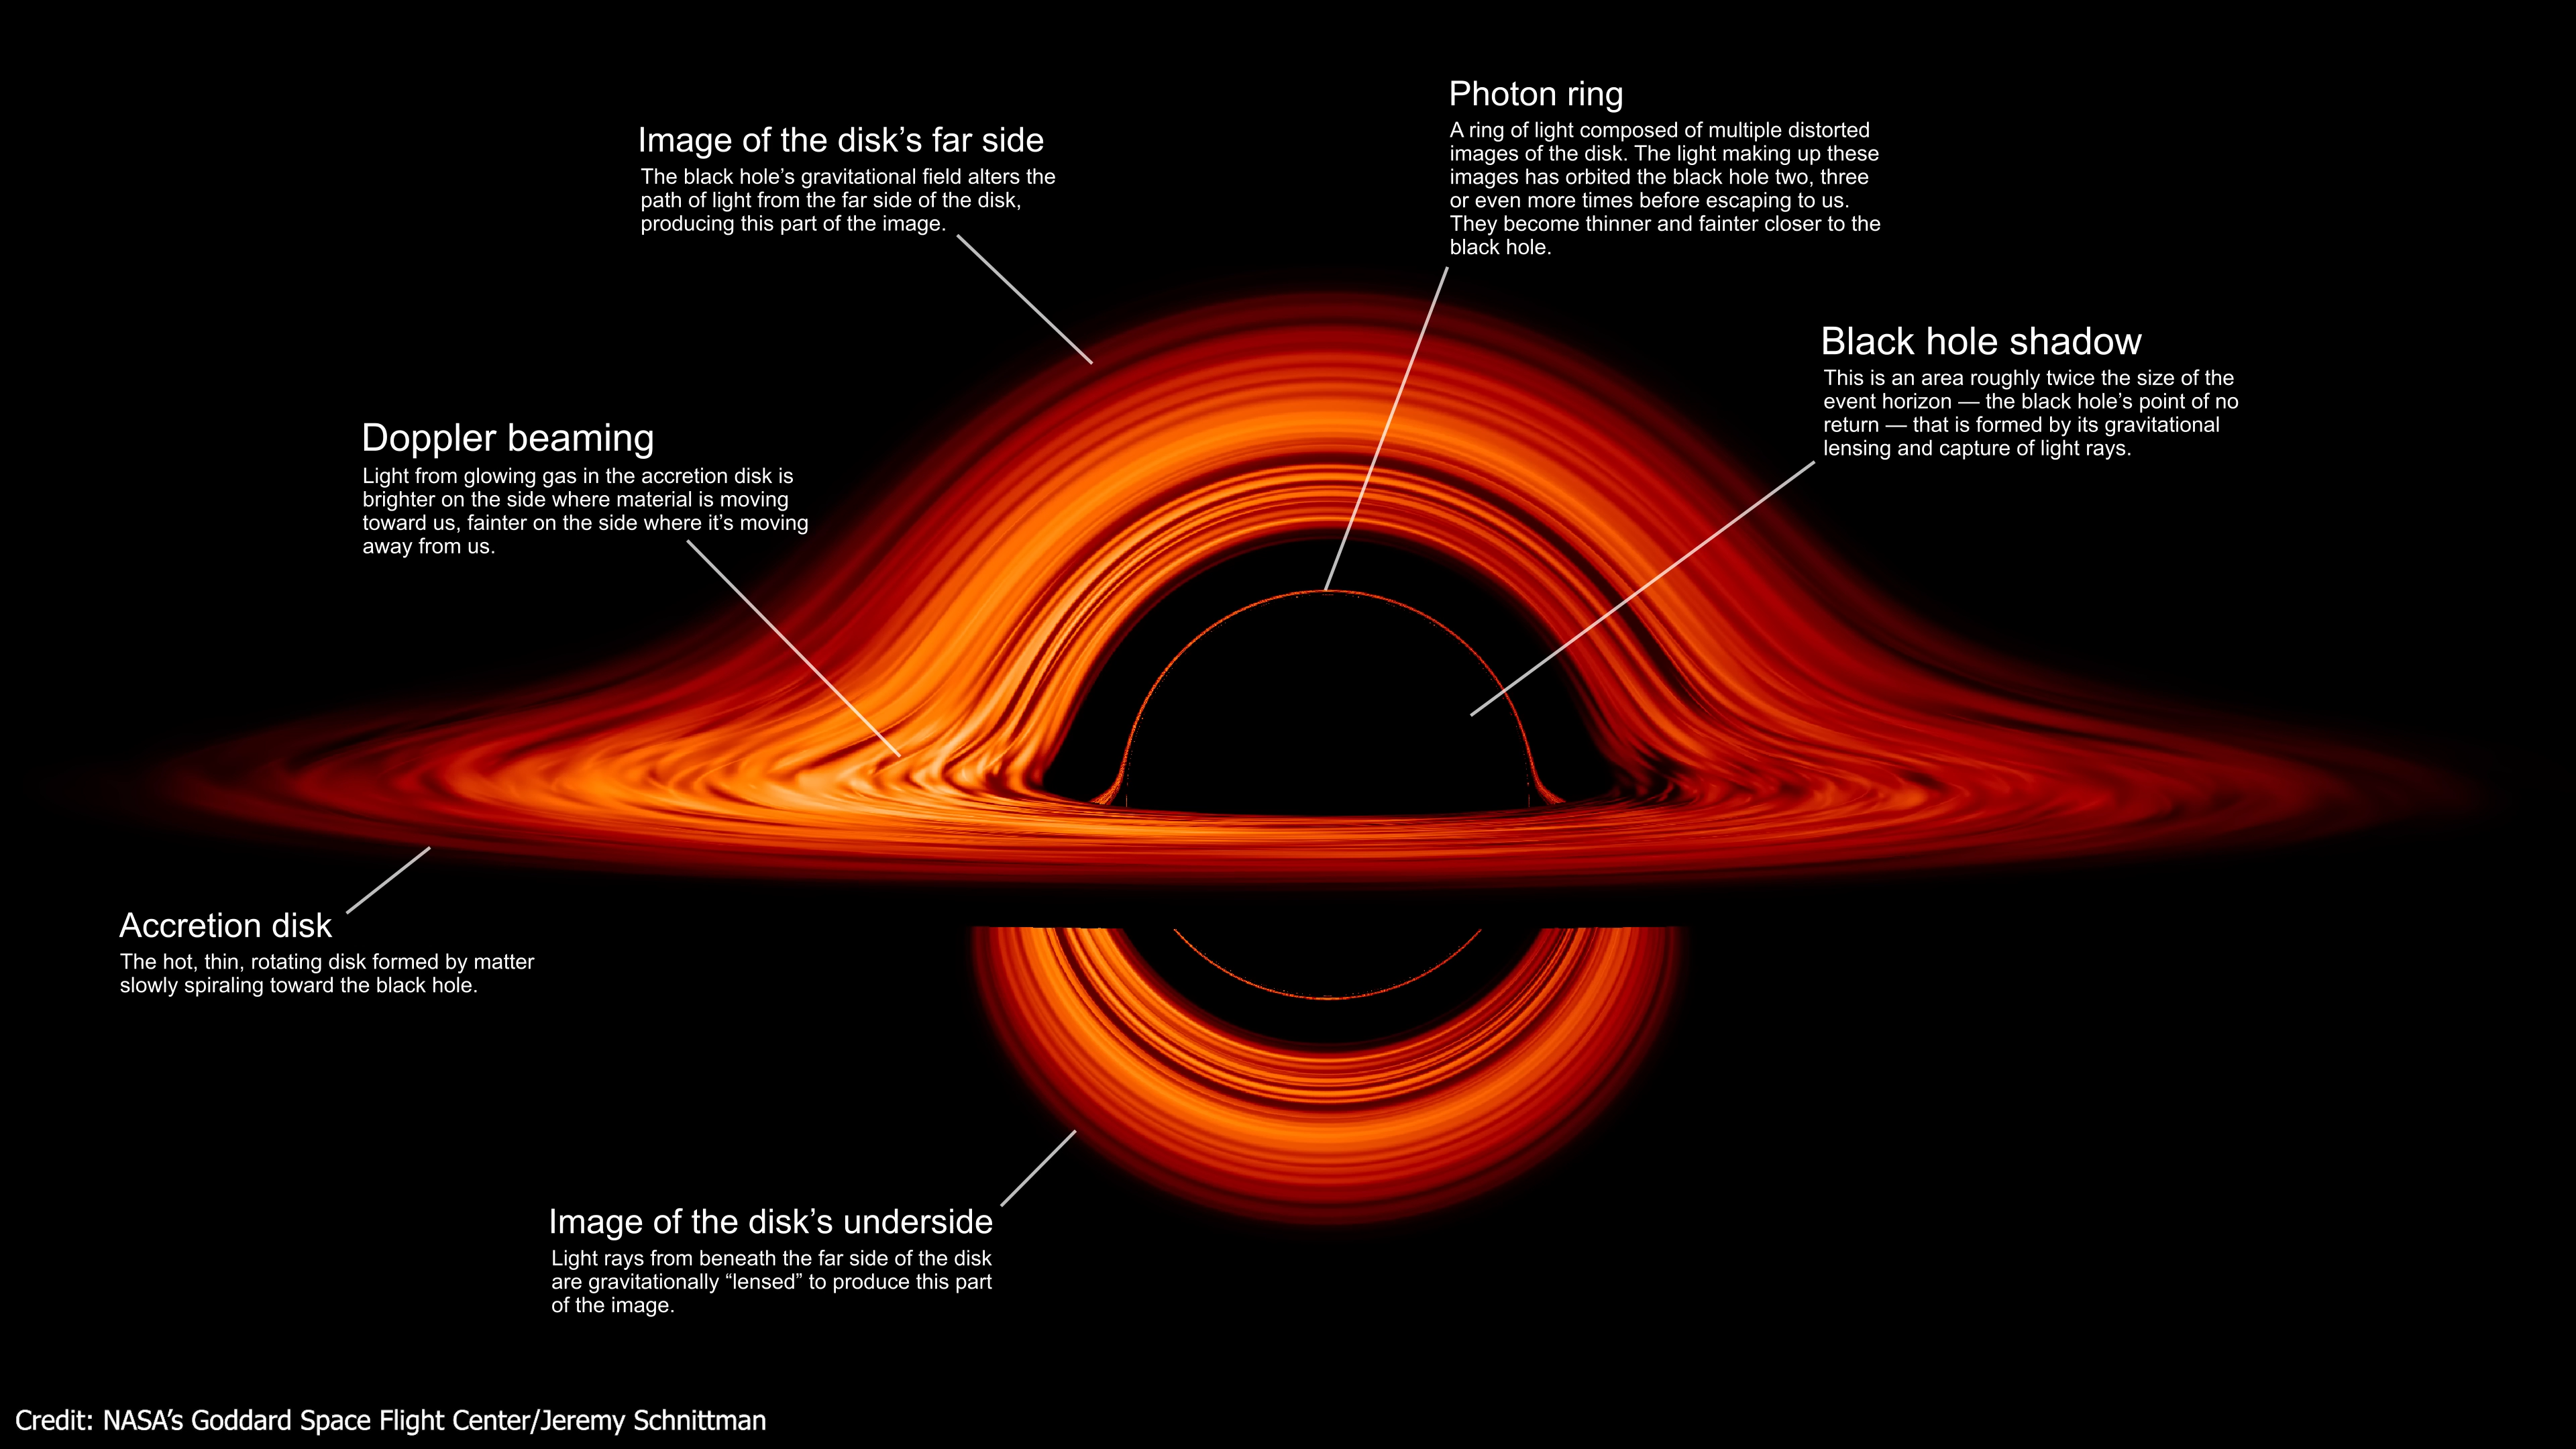 Photon ring
A ring of light composed of multiple distorted
images of the disk. The light making up these
images has orbited the black hole two, three
or even more times before escaping to us.
They become thinner and fainter closer to the
black hole.
Image of the disk’s far side
The black hole’s gravitational field alters the
path of light from the far side of the disk,
producing this part of the image.
Black hole shadow
This is an area roughly twice the size of the
event horizon — the black hole’s point of no
return — that is formed by its gravitational
lensing and capture of light rays.
Doppler beaming
Light from glowing gas in the accretion disk is
brighter on the side where material is moving
toward us, fainter on the side where it’s moving
away from us.
Accretion disk
The hot, thin, rotating disk formed by matter
slowly spiraling toward the black hole.
Image of the disk’s underside
Light rays from beneath the far side of the disk
are gravitationally “lensed” to produce this part
of the image.
Credit: NASA’s Goddard Space Flight Center/Jeremy Schnittman